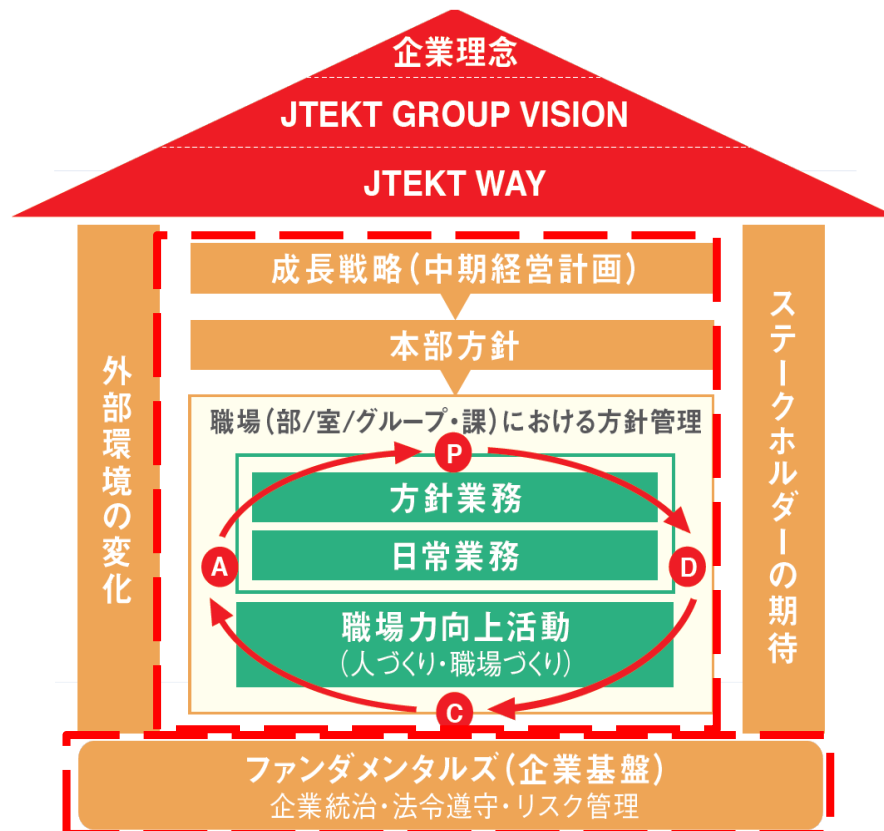 企業理念
JTEKT GROUP VISION
JTEKT WAY
外部環境の変化
成長戦略(中期経営計画)
本部方針
職場(部/室/グループ・課)における方針管理
P
方針業務
日常業務
A
D
職場力向上活動
(人づくり・職場づくり)
C
ステークホルダーの期待
ファンダメンタルズ(企業基盤)
企業統治・法令遵守・リスク管理